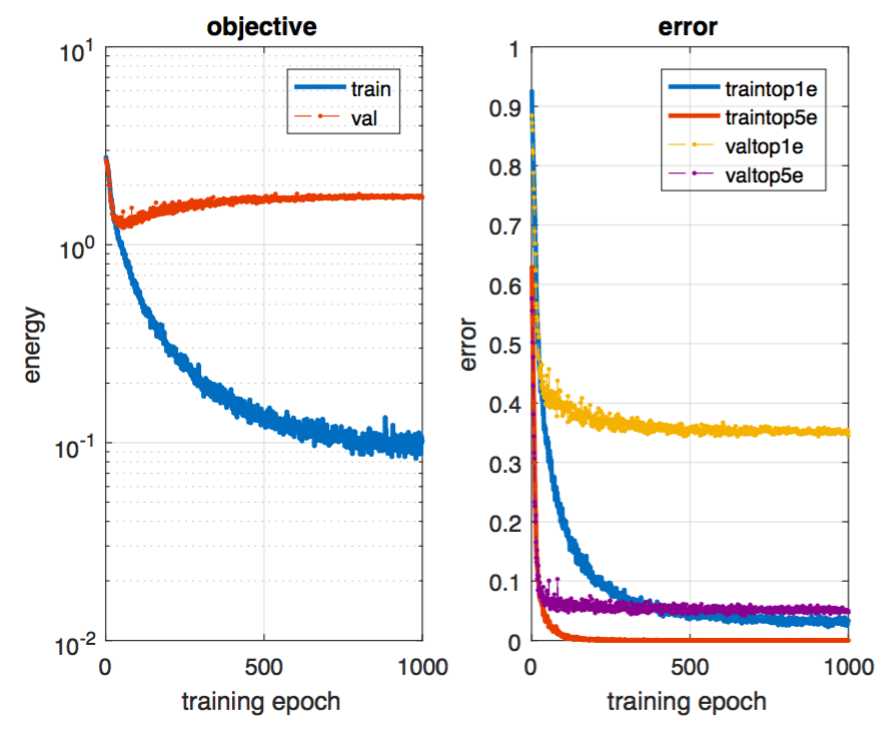 objective
10^1
10^0
10^-1
10^-2
energy
train
val
0
500
1000
training epoch
error
1
0.9
0.8
0.7
0.6
0.5
0.4
0.3
0.2
0.1
0
error
traintop1e
traintop5e
valtop1e
valtop5e
0
500
1000
training epoch